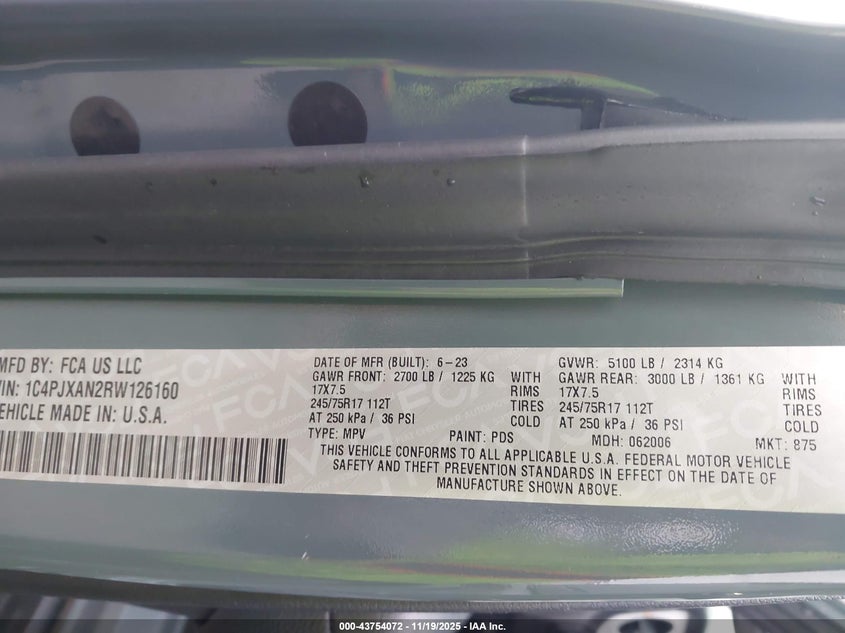 MFD BY: FCA US LLC
VIN: 1C4PJXAN2RW126160
VEHICLE MADE IN: U.S.A.
DATE OF MFR (BUILT): 6-23
GAWR FRONT: 2700 LB / 1225 KG WITH
17X7.5 RIMS
245/75R17 112T TIRES
AT 250 kPa / 36 PSI COLD
TYPE: MPV PAINT: PDS
GVWR: 5100 LB / 2314 KG
GAWR REAR: 3000 LB / 1361 KG WITH
17X7.5 RIMS
245/75R17 112T TIRES
AT 250 kPa / 36 PSI COLD
MDH: 062006 MKT: 875
THIS VEHICLE CONFORMS TO ALL APPLICABLE U.S.A. FEDERAL MOTOR VEHICLE
SAFETY AND THEFT PREVENTION STANDARDS IN EFFECT ON THE DATE OF
MANUFACTURE SHOWN ABOVE.
000-43754072 — 11/19/2025 — IAA Inc.